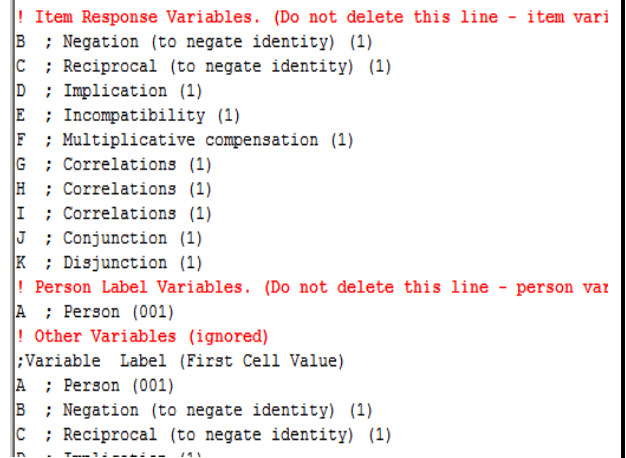 ! Item Response Variables. (Do not delete this line - item vari
B ; Negation (to negate identity) (1)
C ; Reciprocal (to negate identity) (1)
D ; Implication (1)
E ; Incompatibility (1)
F ; Multiplicative compensation (1)
G ; Correlations (1)
H ; Correlations (1)
I ; Correlations (1)
J ; Conjunction (1)
K ; Disjunction (1)
! Person Label Variables. (Do not delete this line - person var
A ; Person (001)
! Other Variables (ignored)
;Variable Label (First Cell Value)
A ; Person (001)
B ; Negation (to negate identity) (1)
C ; Reciprocal (to negate identity) (1)